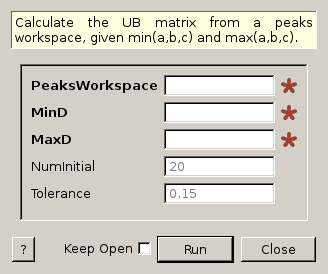 Calculate the UB matrix from a peaks
workspace, given min(a,b,c) and max(a,b,c).
PeaksWorkspace *
MinD *
MaxD *
NumInitial 20
Tolerance 0.15
? Keep Open Run Close